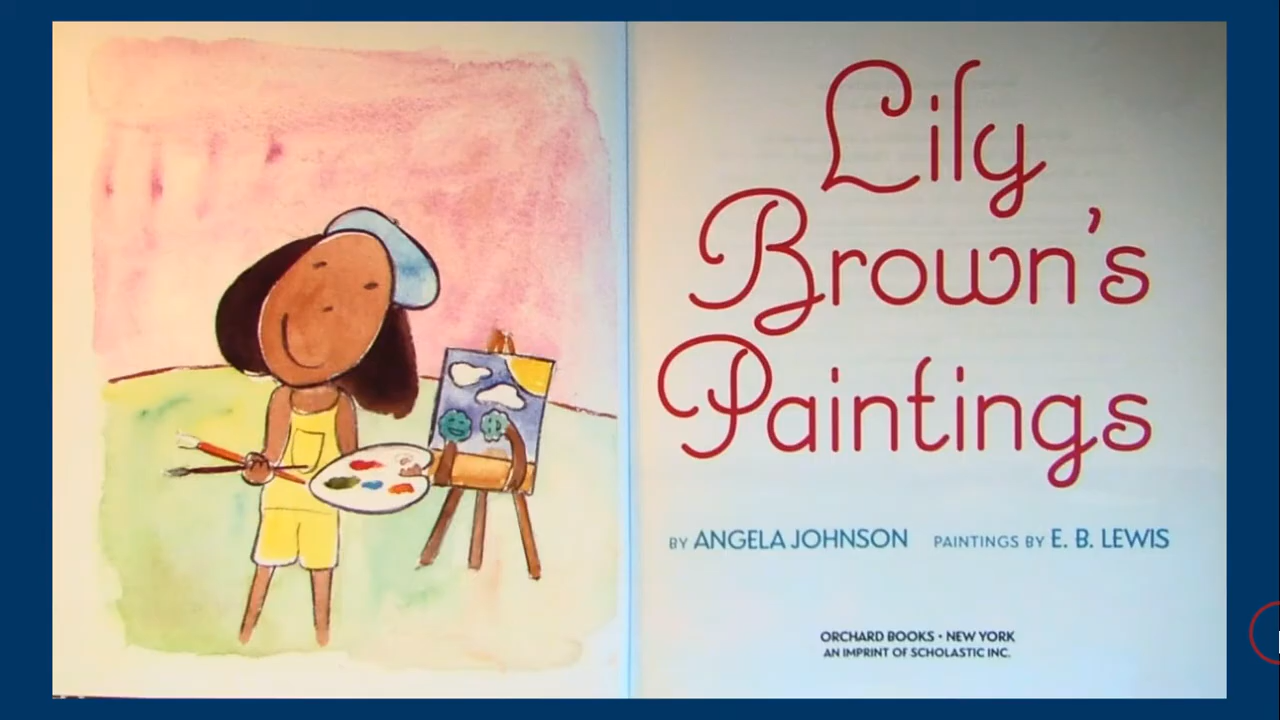 Lily
Brown's
Paintings
BY ANGELA JOHNSON PAINTINGS BY E. B. LEWIS
ORCHARD BOOKS • NEW YORK
AN IMPRINT OF SCHOLASTIC INC.